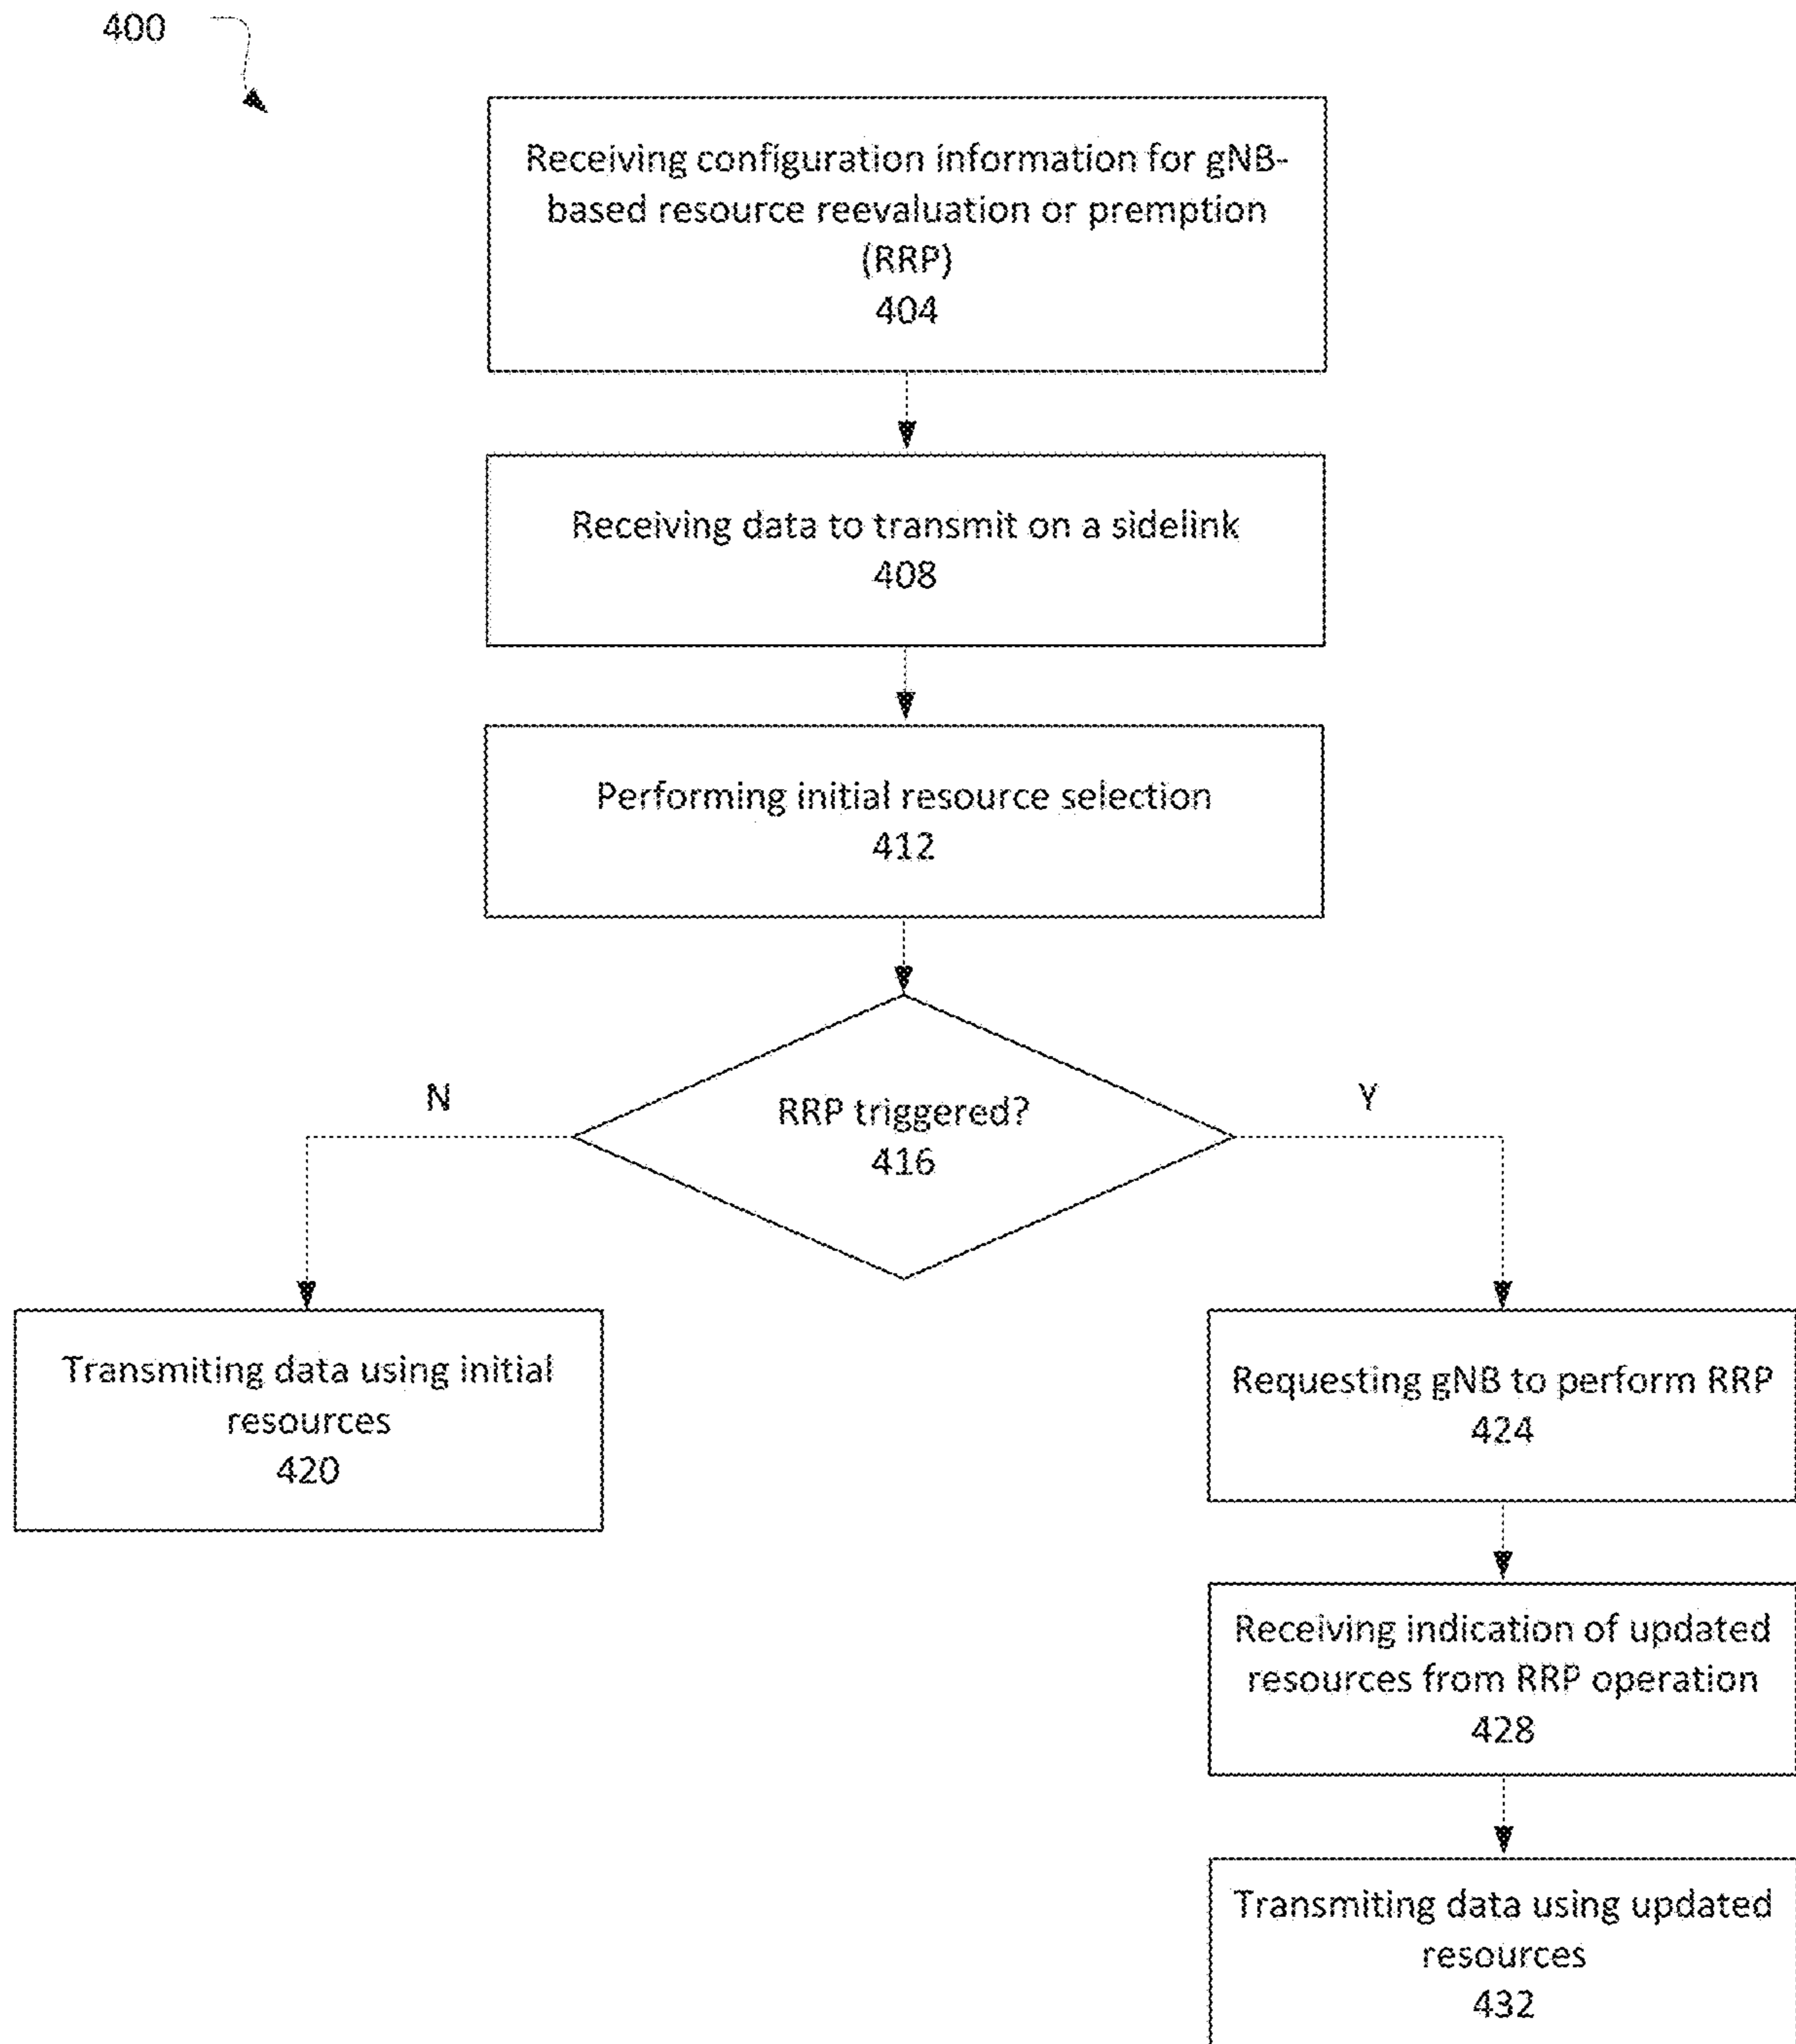 400
Receiving configuration information for gNB-
based resource reevaluation or premption
(RRP)
404
Receiving data to transmit on a sidelink
408
Performing initial resource selection
412
RRP triggered?
416
N
Y
Transmiting data using initial
resources
420
Requesting gNB to perform RRP
424
Receiving indication of updated
resources from RRP operation
428
Transmiting data using updated
resources
432